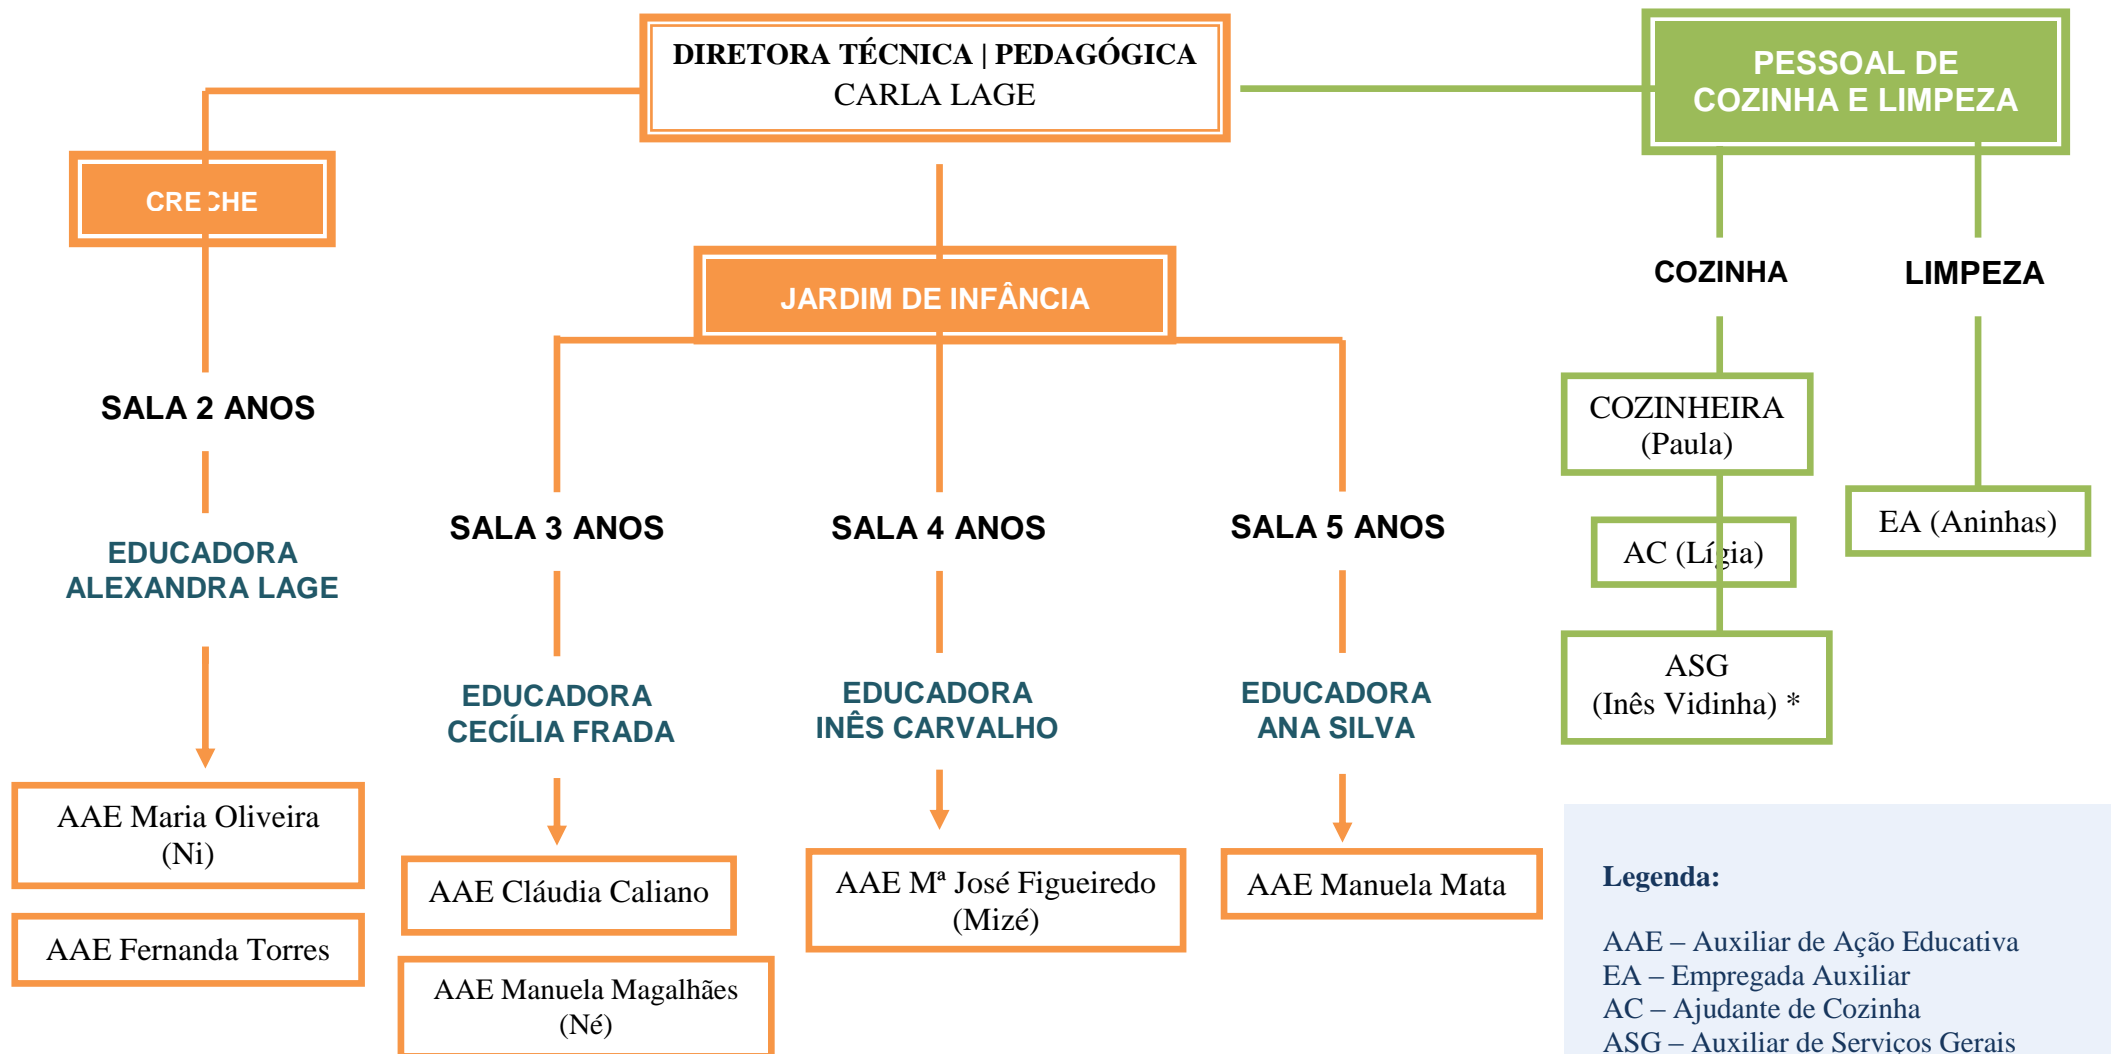 DIRETORA TÉCNICA | PEDAGÓGICA
CARLA LAGE
PESSOAL DE
COZINHA E LIMPEZA
CRECHE
JARDIM DE INFÂNCIA
COZINHA
LIMPEZA
SALA 2 ANOS
EDUCADORA
ALEXANDRA LAGE
AAE Maria Oliveira
(Ni)
AAE Fernanda Torres
SALA 3 ANOS
EDUCADORA
CECÍLIA FRADA
AAE Cláudia Caliano
AAE Manuela Magalhães
(Né)
SALA 4 ANOS
EDUCADORA
INÊS CARVALHO
AAE Mª José Figueiredo
(Mizé)
SALA 5 ANOS
EDUCADORA
ANA SILVA
AAE Manuela Mata
COZINHEIRA
(Paula)
AC (Lígia)
ASG
(Inês Vidinha) *
EA (Aninhas)
Legenda:
AAE – Auxiliar de Ação Educativa
EA – Empregada Auxiliar
AC – Ajudante de Cozinha
ASG – Auxiliar de Serviços Gerais